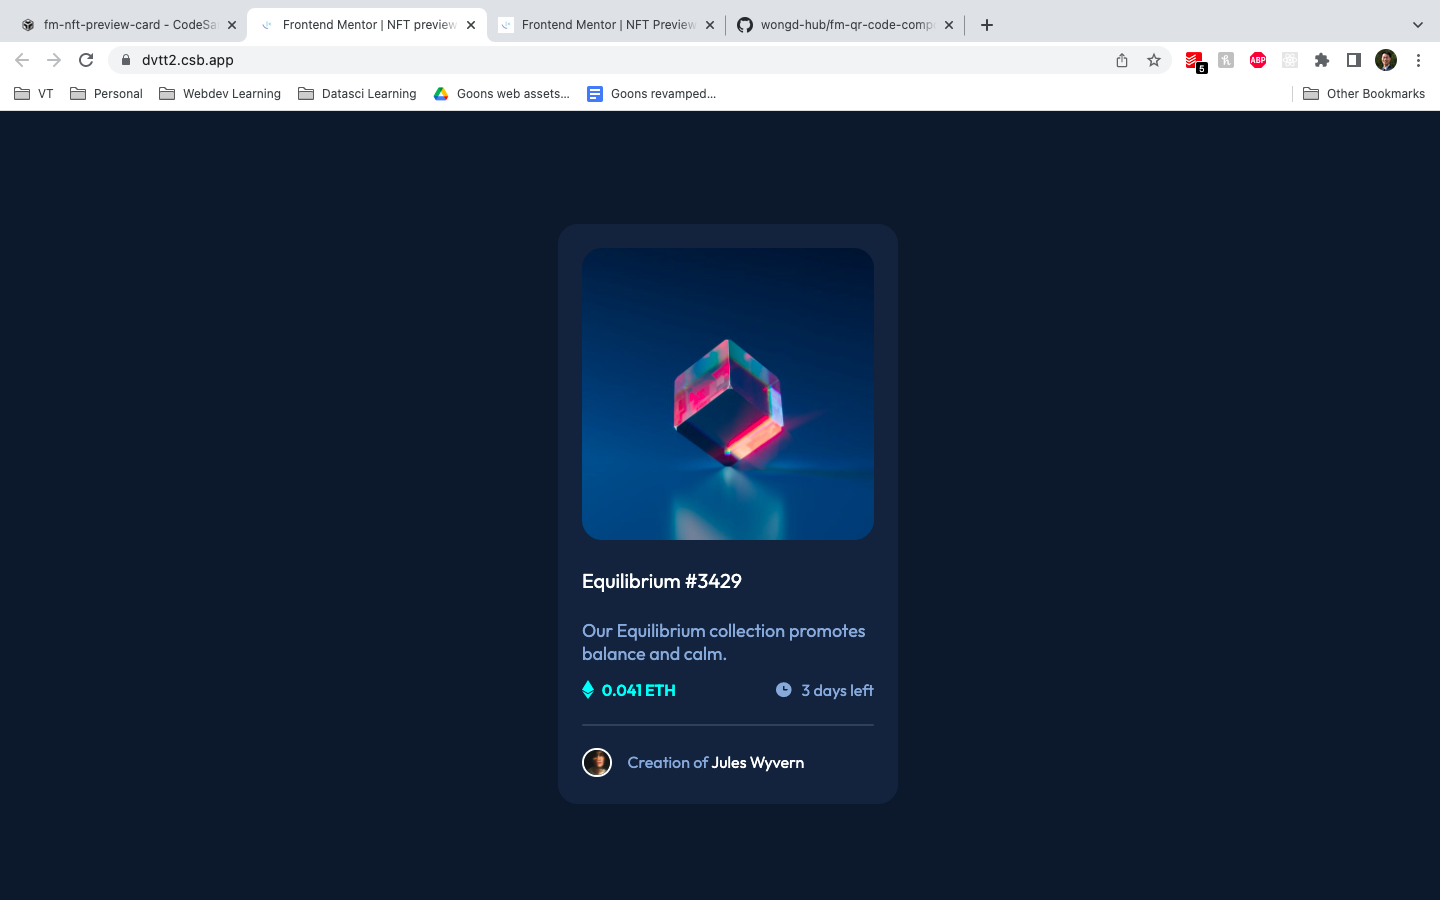 fm-nft-preview-card - CodeSa
Frontend Mentor | NFT preview
Frontend Mentor | NFT Preview
wongd-hub/fm-qr-code-comp
dvtt2.csb.app
5
ABP
VT
Personal
Webdev Learning
Datasci Learning
Goons web assets...
Goons revamped...
Other Bookmarks
Equilibrium #3429
Our Equilibrium collection promotes
balance and calm.
0.041 ETH
3 days left
Creation of Jules Wyvern